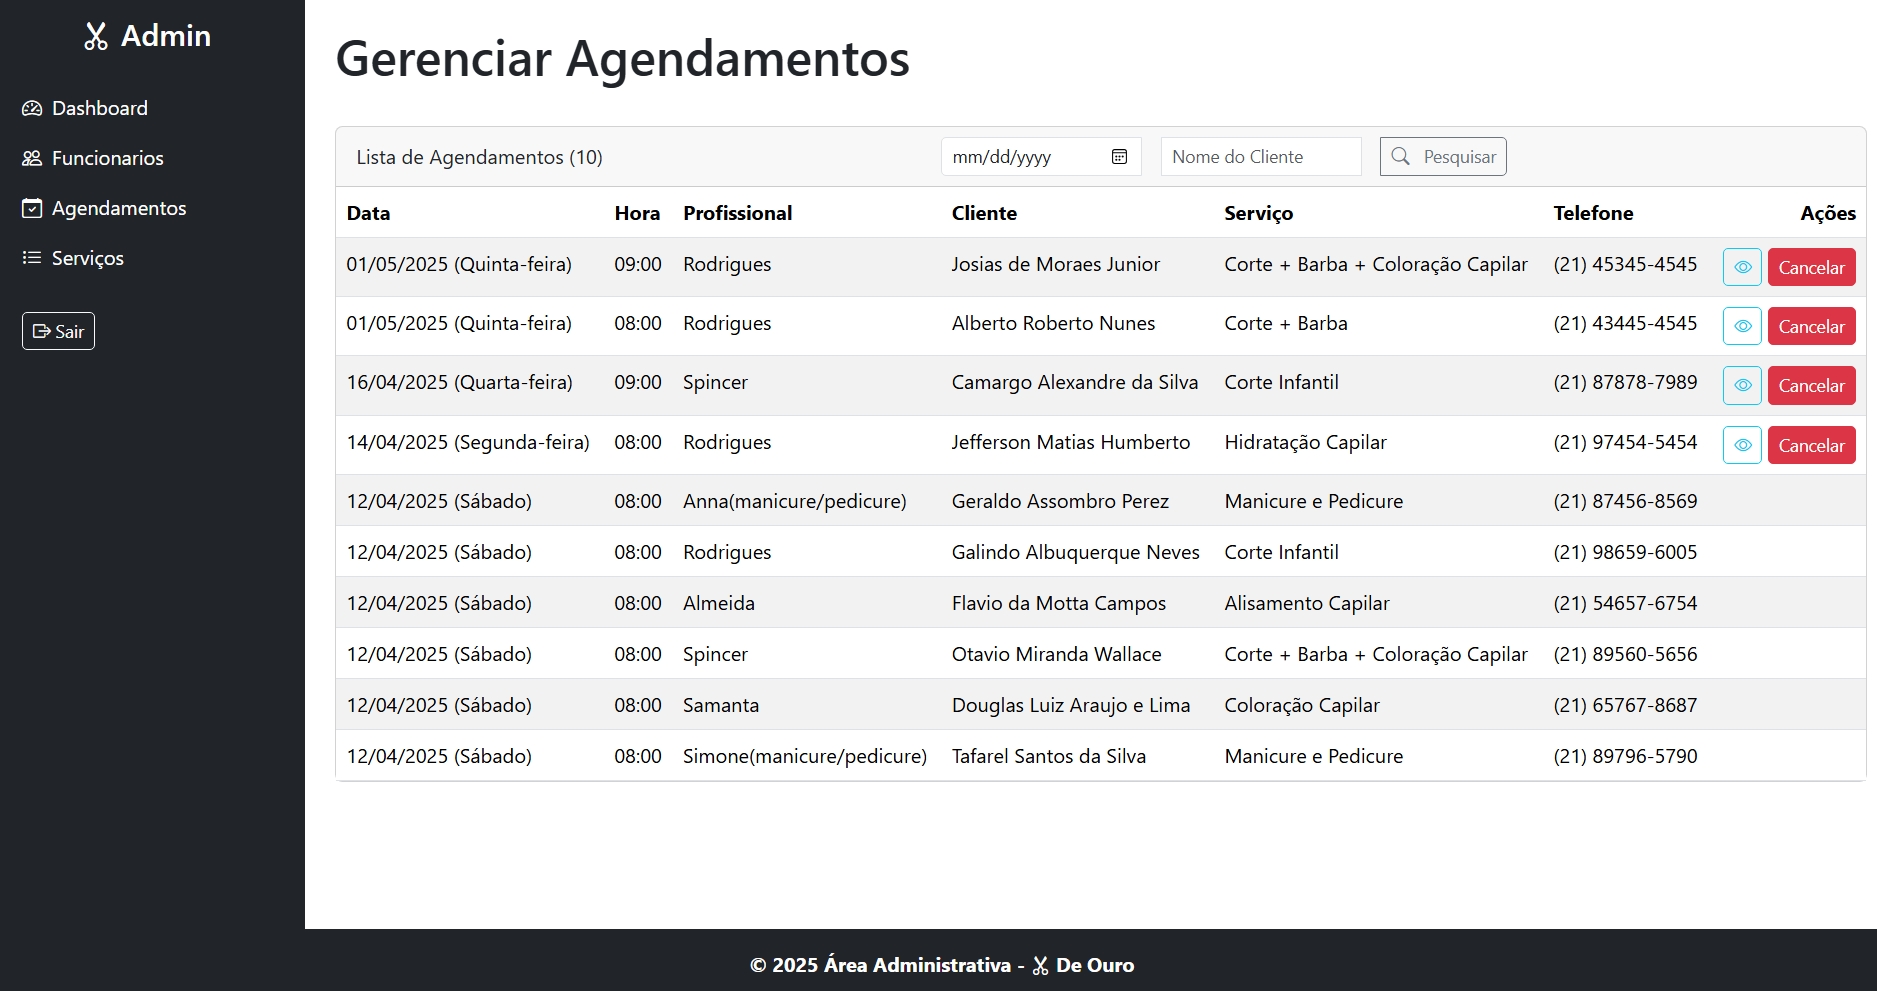 Admin
Dashboard
Funcionarios
Agendamentos
Serviços
Sair
Gerenciar Agendamentos
Lista de Agendamentos (10) mm/dd/yyyy Nome do Cliente Pesquisar
Data Hora Profissional Cliente Serviço Telefone Ações
01/05/2025 (Quinta-feira) 09:00 Rodrigues Josias de Moraes Junior Corte + Barba + Coloração Capilar (21) 45345-4545 Cancelar
01/05/2025 (Quinta-feira) 08:00 Rodrigues Alberto Roberto Nunes Corte + Barba (21) 43445-4545 Cancelar
16/04/2025 (Quarta-feira) 09:00 Spincer Camargo Alexandre da Silva Corte Infantil (21) 87878-7989 Cancelar
14/04/2025 (Segunda-feira) 08:00 Rodrigues Jefferson Matias Humberto Hidratação Capilar (21) 97454-5454 Cancelar
12/04/2025 (Sábado) 08:00 Anna(manicure/pedicure) Geraldo Assombro Perez Manicure e Pedicure (21) 87456-8569
12/04/2025 (Sábado) 08:00 Rodrigues Galindo Albuquerque Neves Corte Infantil (21) 98659-6005
12/04/2025 (Sábado) 08:00 Almeida Flavio da Motta Campos Alisamento Capilar (21) 54657-6754
12/04/2025 (Sábado) 08:00 Spincer Otavio Miranda Wallace Corte + Barba + Coloração Capilar (21) 89560-5656
12/04/2025 (Sábado) 08:00 Samanta Douglas Luiz Araujo e Lima Coloração Capilar (21) 65767-8687
12/04/2025 (Sábado) 08:00 Simone(manicure/pedicure) Tafarel Santos da Silva Manicure e Pedicure (21) 89796-5790
© 2025 Área Administrativa - De Ouro